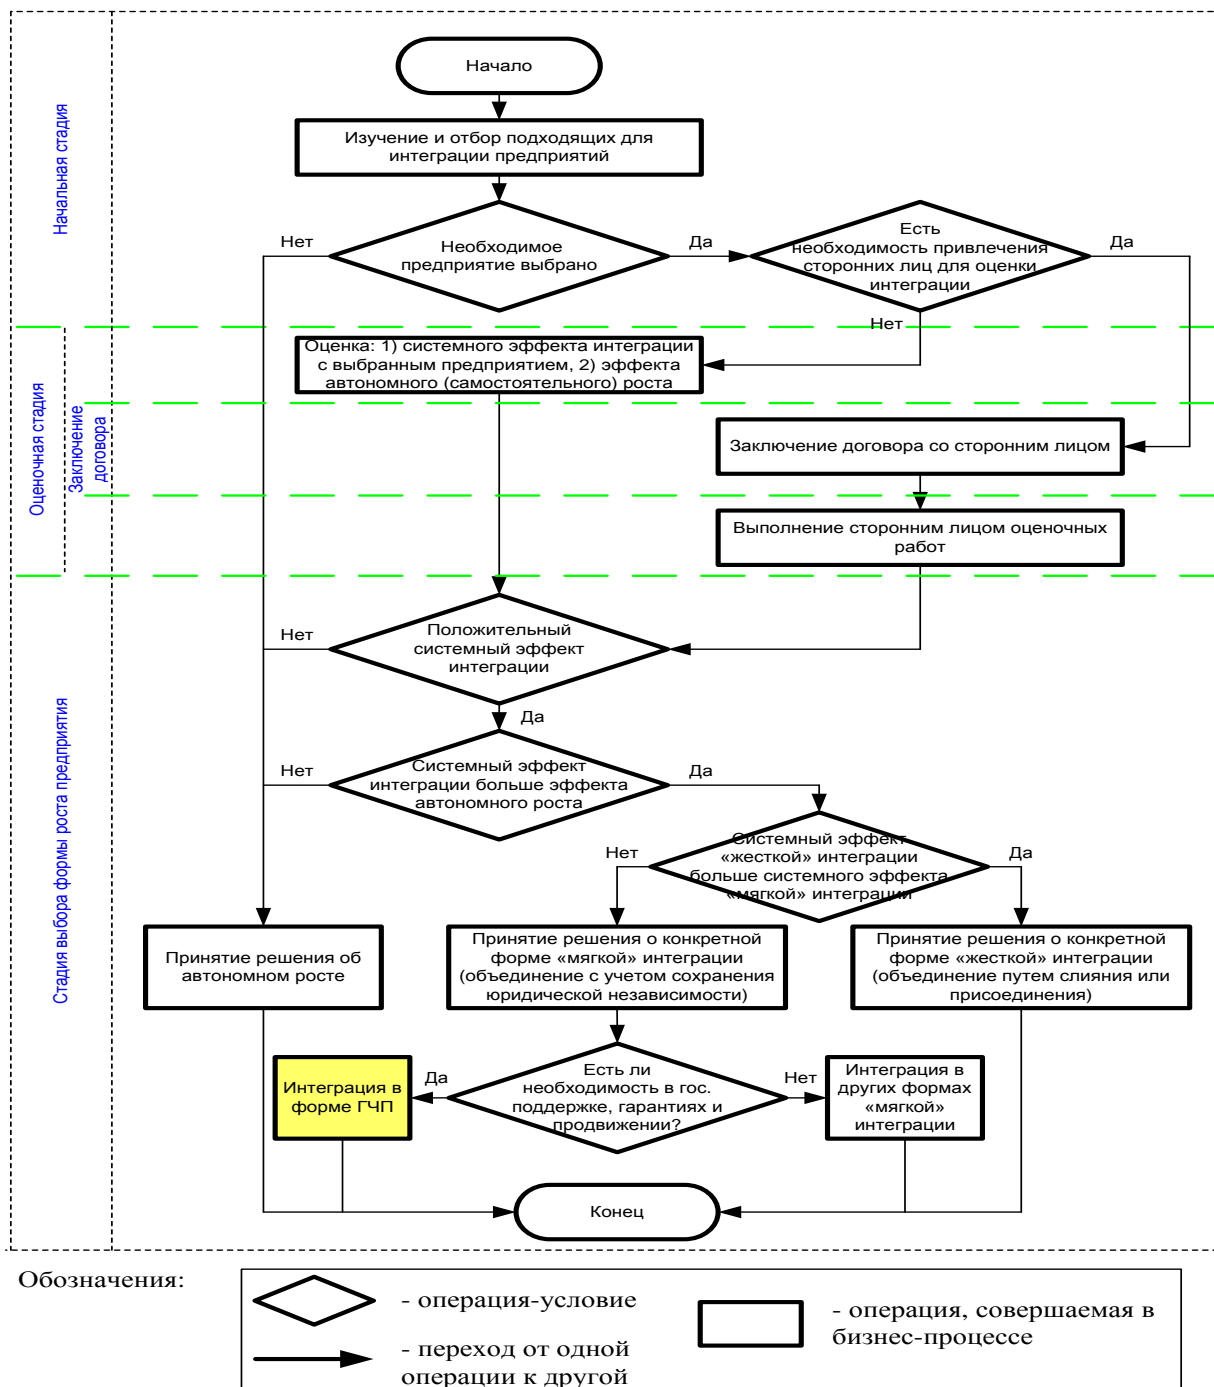 Начальная стадия
Начало
Изучение и отбор подходящих для
интеграции предприятий
Нет
Необходимое
предприятие выбрано
Да
Есть
необходимость привлечения
сторонних лиц для оценки
интеграции
Да
Нет
Оценочная стадия
Заключение
договора
Оценка: 1) системного эффекта интеграции
с выбранным предприятием, 2) эффекта
автономного (самостоятельного) роста
Заключение договора со сторонним лицом
Выполнение сторонним лицом оценочных
работ
Стадия выбора формы роста предприятия
Нет
Положительный
системный эффект
интеграции
Да
Нет
Системный эффект
интеграции больше эффекта
автономного роста
Да
Нет
Системный эффект
«жесткой» интеграции
больше системного эффекта
«мягкой» интеграции
Да
Принятие решения об
автономном росте
Принятие решения о конкретной
форме «мягкой» интеграции
(объединение с учетом сохранения
юридической независимости)
Принятие решения о конкретной
форме «жесткой» интеграции
(объединение путем слияния или
присоединения)
Интеграция в
форме ГЧП
Да
Есть ли
необходимость в гос.
поддержке, гарантиях и
продвижении?
Нет
Интеграция в
других формах
«мягкой»
интеграции
Конец
Обозначения:
- операция-условие
- операция, совершаемая в
бизнес-процессе
- переход от одной
операции к другой